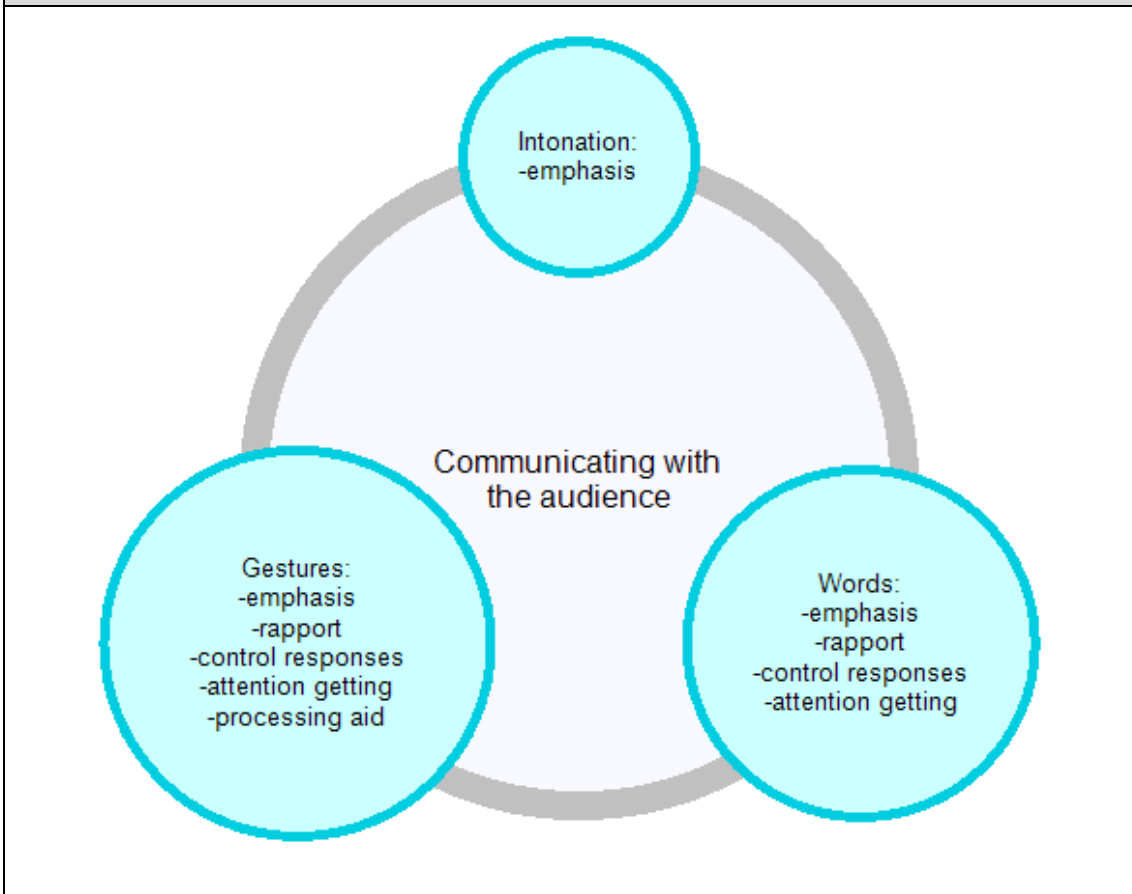 Intonation:
-emphasis
Communicating with
the audience
Gestures:
-emphasis
-rapport
-control responses
-attention getting
-processing aid
Words:
-emphasis
-rapport
-control responses
-attention getting